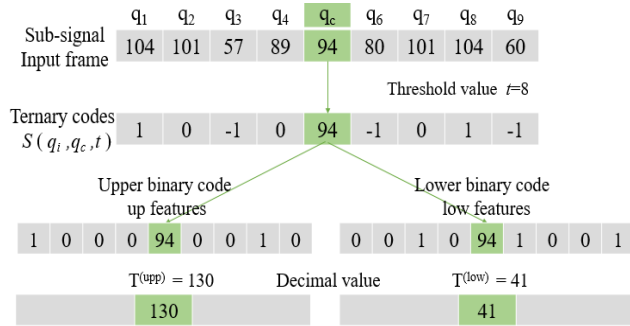 q1 q2 q3 q4 qc q6 q7 q8 q9
Sub-signal
Input frame
104 101 57 89 94 80 101 104 60
Threshold value t=8
Ternary codes
S ( qi ,qc ,t )
1 0 -1 0 94 -1 0 1 -1
Upper binary code
up features
Lower binary code
low features
1 0 0 0 94 0 0 1 0
0 0 1 0 94 1 0 0 1
T(upp) = 130
Decimal value
T(low) = 41
130
41